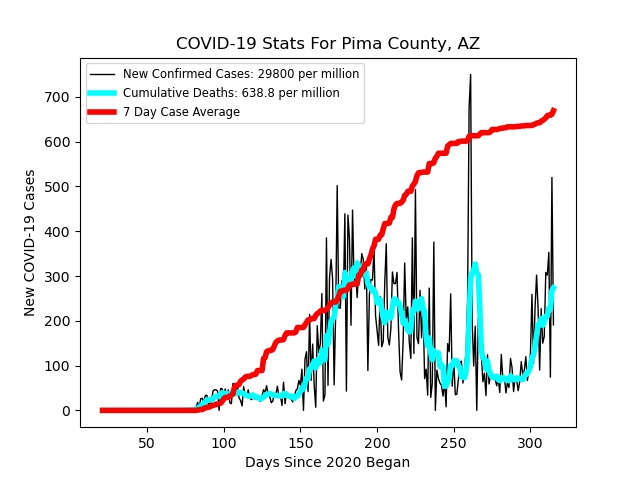 COVID-19 Stats For Pima County, AZ
New Confirmed Cases: 29800 per million
Cumulative Deaths: 638.8 per million
7 Day Case Average
700
600
500
400
300
200
100
0
New COVID-19 Cases
50 100 150 200 250 300
Days Since 2020 Began